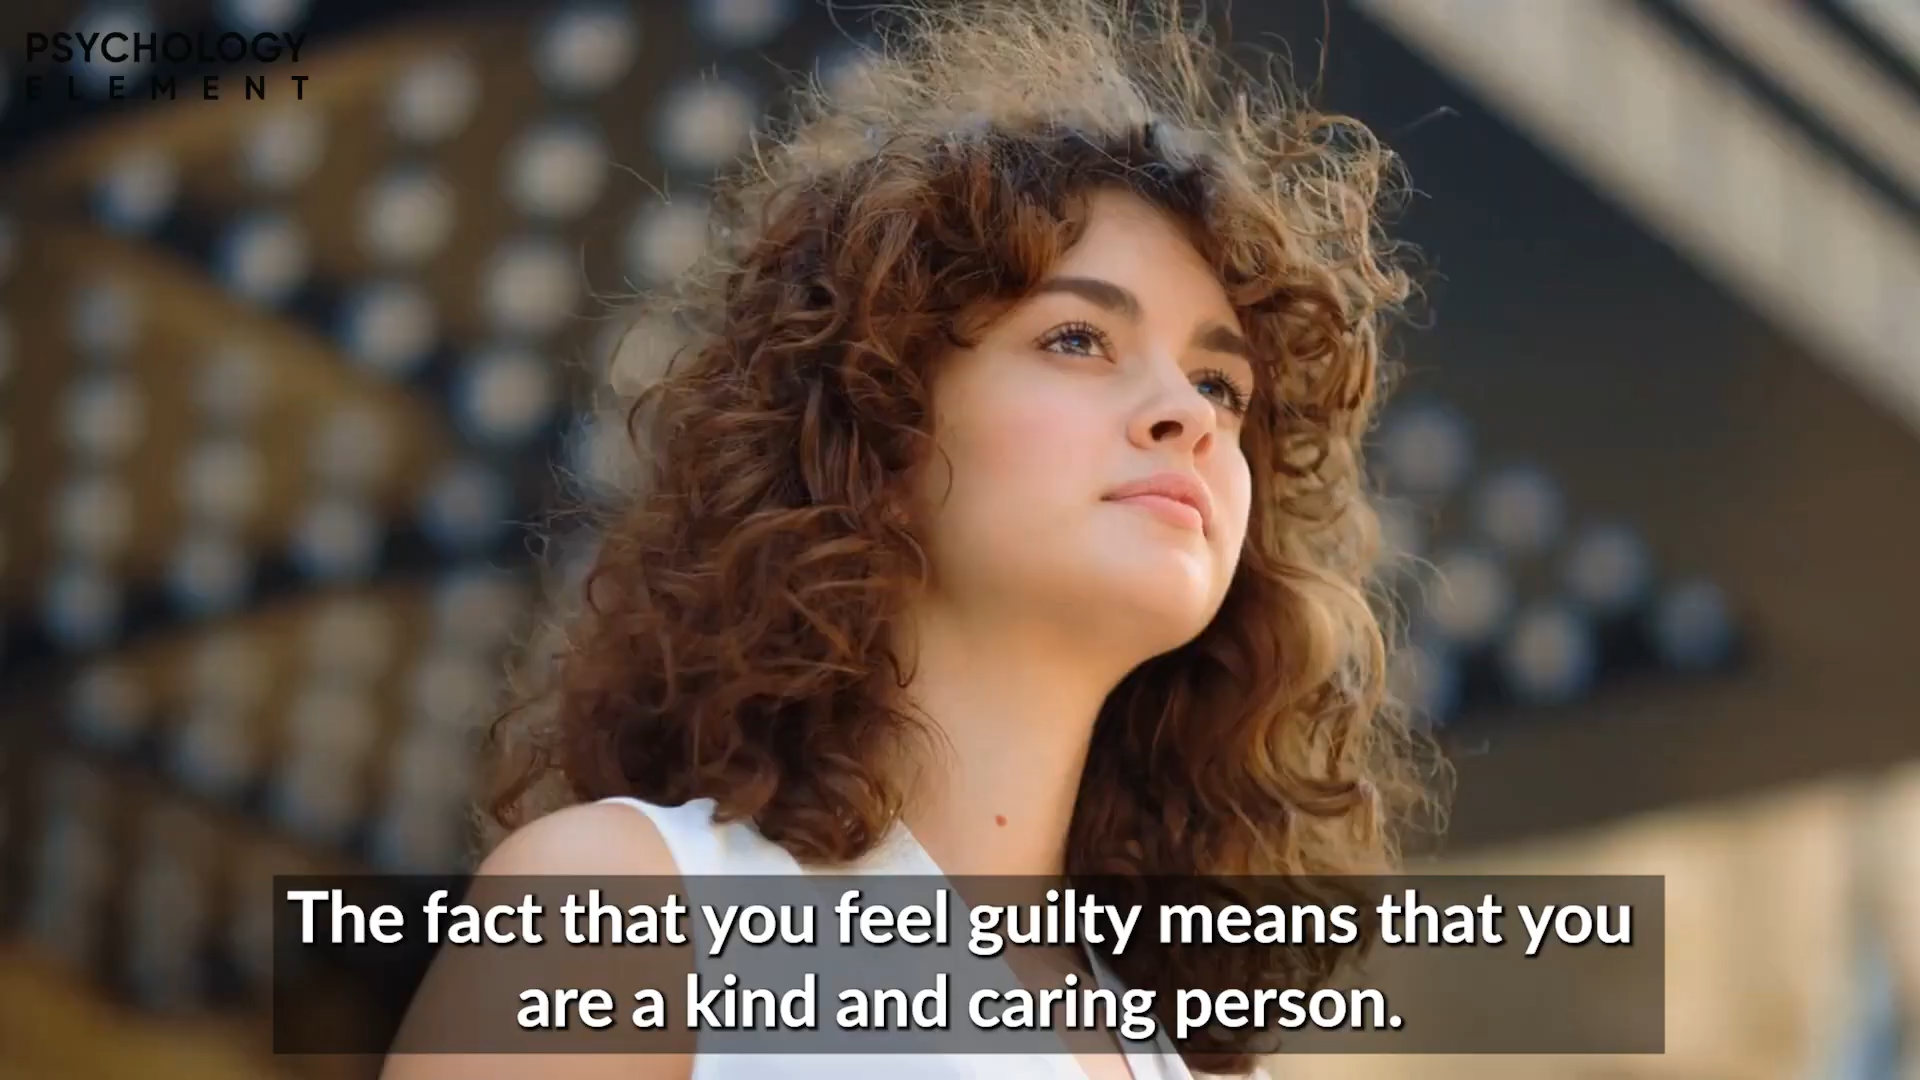 PSYCHOLOGY
ELEMENT
The fact that you feel guilty means that you
are a kind and caring person.